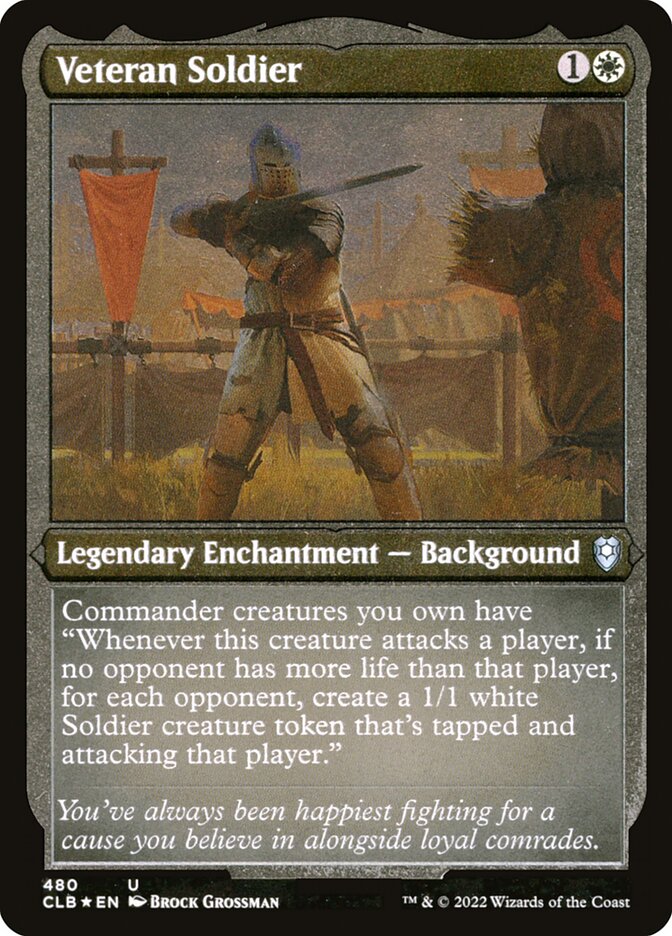 Veteran Soldier 1
Legendary Enchantment — Background
Commander creatures you own have
“Whenever this creature attacks a player, if
no opponent has more life than that player,
for each opponent, create a 1/1 white
Soldier creature token that’s tapped and
attacking that player.”
You’ve always been happiest fighting for a
cause you believe in alongside loyal comrades.
480 U
CLB★EN Brock Grossman ™ & © 2022 Wizards of the Coast